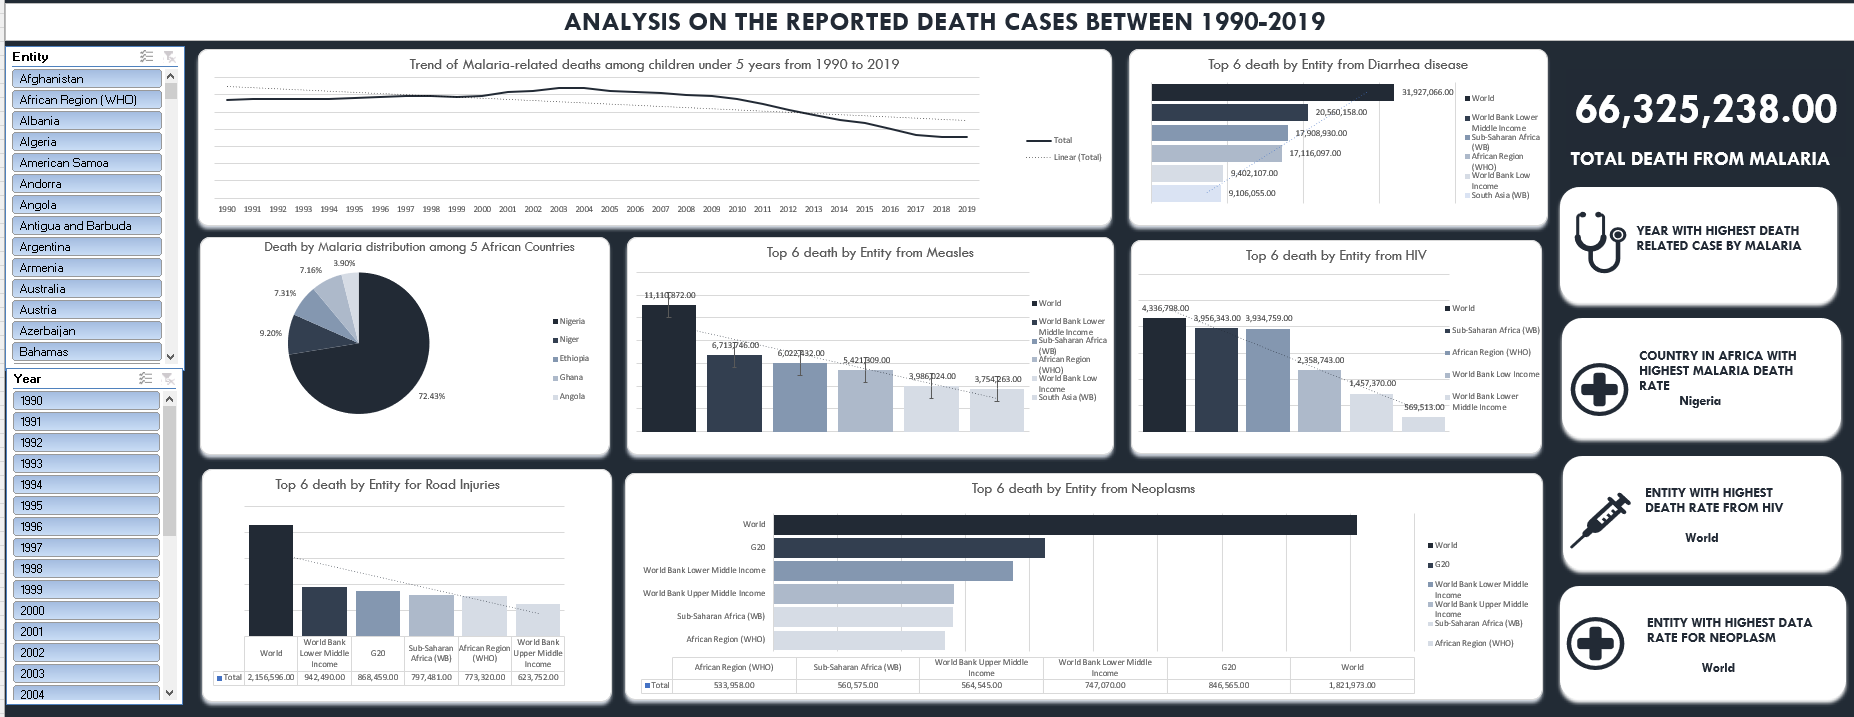 ANALYSIS ON THE REPORTED DEATH CASES BETWEEN 1990-2019
Entity
Afghanistan
African Region (WHO)
Albania
Algeria
American Samoa
Andorra
Angola
Antigua and Barbuda
Argentina
Armenia
Australia
Austria
Azerbaijan
Bahamas
Year
1990
1991
1992
1993
1994
1995
1996
1997
1998
1999
2000
2001
2002
2003
2004
Trend of Malaria-related deaths among children under 5 years from 1990 to 2019
Total
Linear (Total)
1990 1991 1992 1993 1994 1995 1996 1997 1998 1999 2000 2001 2002 2003 2004 2005 2006 2007 2008 2009 2010 2011 2012 2013 2014 2015 2016 2017 2018 2019
Top 6 death by Entity from Diarrhea disease
31,927,066.00
20,560,158.00
17,908,930.00
17,116,097.00
9,402,107.00
9,106,055.00
World
World Bank Lower
Middle Income
Sub-Saharan Africa
(WB)
African Region
(WHO)
World Bank Low
Income
South Asia (WB)
66,325,238.00
TOTAL DEATH FROM MALARIA
Death by Malaria distribution among 5 African Countries
3.90%
7.16%
7.31%
9.20%
72.43%
Nigeria
Niger
Ethiopia
Ghana
Angola
Top 6 death by Entity from Measles
11,110,872.00
6,713,746.00
6,022,432.00
5,421,309.00
3,986,024.00
3,754,263.00
World
World Bank Lower
Middle Income
Sub-Saharan Africa
(WB)
African Region
(WHO)
World Bank Low
Income
South Asia (WB)
Top 6 death by Entity from HIV
4,336,798.00
3,956,343.00
3,934,759.00
2,358,743.00
1,457,370.00
569,513.00
World
Sub-Saharan Africa (WB)
African Region (WHO)
World Bank Low Income
World Bank Lower
Middle Income
YEAR WITH HIGHEST DEATH
RELATED CASE BY MALARIA
COUNTRY IN AFRICA WITH
HIGHEST MALARIA DEATH
RATE
Nigeria
ENTITY WITH HIGHEST
DEATH RATE FROM HIV
World
ENTITY WITH HIGHEST DATA
RATE FOR NEOPLASM
World
Top 6 death by Entity for Road Injuries
World
World Bank
Lower Middle
Income
G20
Sub-Saharan
Africa (WB)
African Region
(WHO)
World Bank
Upper Middle
Income
Total 2,156,596.00 942,490.00 868,459.00 797,481.00 773,320.00 623,752.00
Top 6 death by Entity from Neoplasms
World
G20
World Bank Lower Middle Income
World Bank Upper Middle Income
Sub-Saharan Africa (WB)
African Region (WHO)
African Region (WHO)
Sub-Saharan Africa (WB)
World Bank Upper Middle
Income
World Bank Lower Middle
Income
G20
World
Total 533,958.00 560,575.00 564,545.00 747,070.00 846,565.00 1,821,973.00
World
G20
World Bank Lower Middle
Income
World Bank Upper Middle
Income
Sub-Saharan Africa (WB)
African Region (WHO)